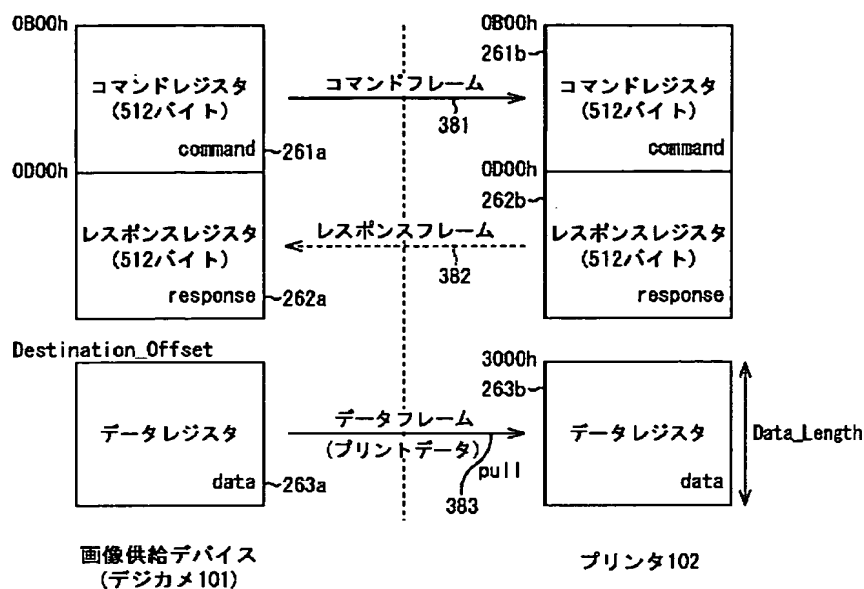 0B00h
コマンドレジスタ
(512バイト)
command
261a
コマンドフレーム
381
0B00h
261b
コマンドレジスタ
(512バイト)
command
0D00h
レスポンスレジスタ
(512バイト)
response
262a
レスポンスフレーム
382
0D00h
262b
レスポンスレジスタ
(512バイト)
response
Destination_Offset
データレジスタ
data
263a
データフレーム
(プリントデータ)
pull
383
3000h
263b
データレジスタ
data
Data_Length
画像供給デバイス
(デジカメ101)
プリンタ102